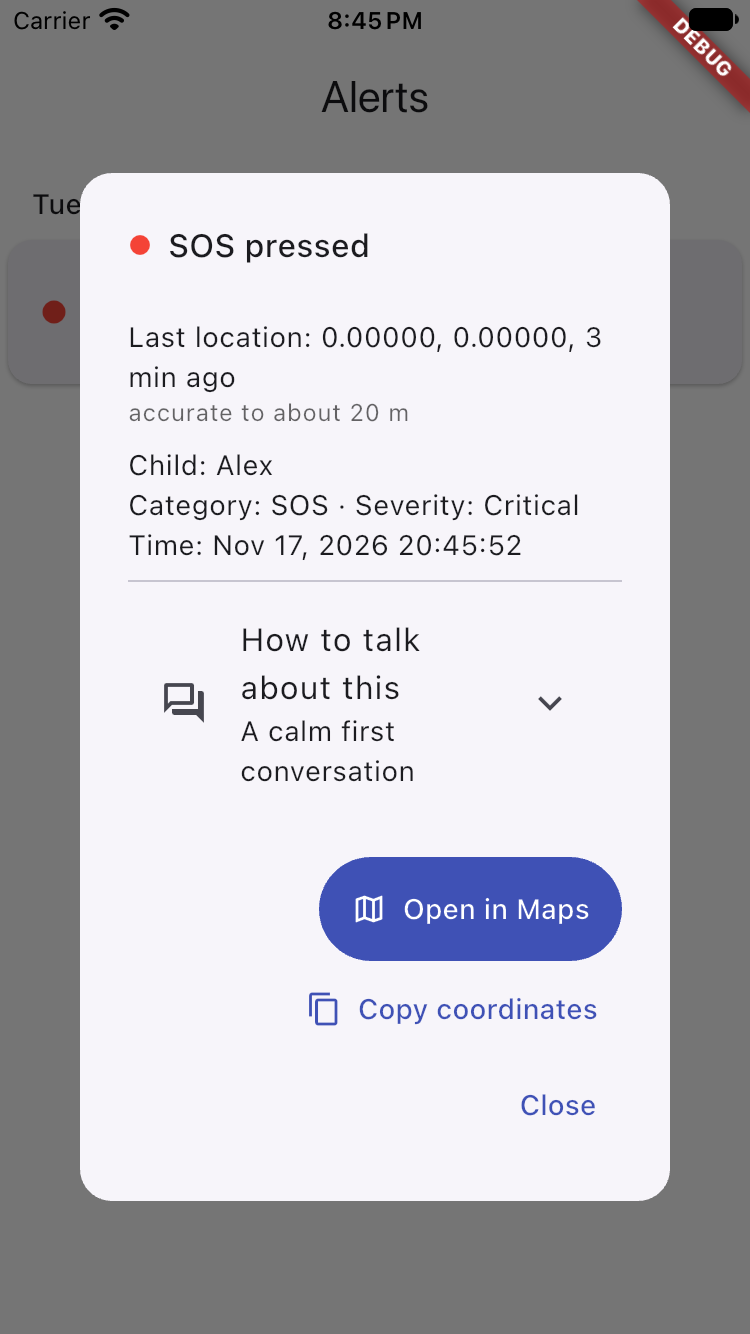 Carrier 8:45 PM
DEBUG
Alerts
Tue
SOS pressed
Last location: 0.00000, 0.00000, 3
min ago
accurate to about 20 m
Child: Alex
Category: SOS · Severity: Critical
Time: Nov 17, 2026 20:45:52
How to talk
about this
A calm first
conversation
Open in Maps
Copy coordinates
Close